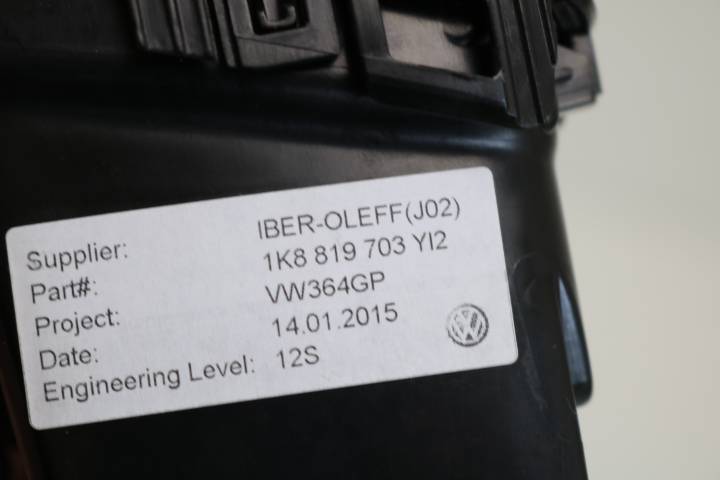 Supplier: IBER-OLEFF(J02)
Part#: 1K8 819 703 YI2
Project: VW364GP
Date: 14.01.2015
Engineering Level: 12S